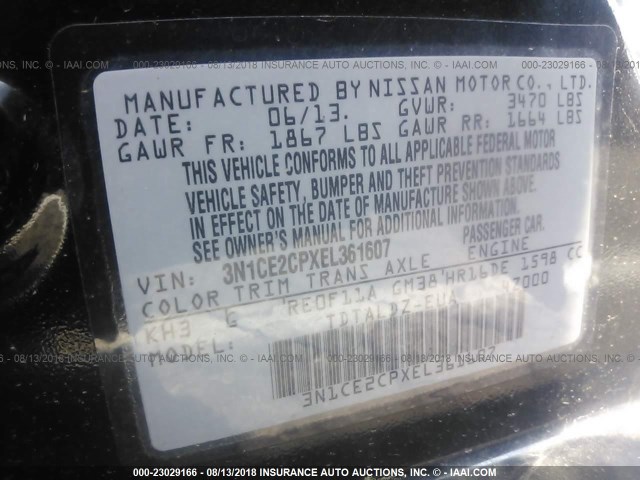 000-23029166 - 08/13/2018 INSURANCE AUTO AUCTIONS, INC. - © - IAAI.COM
MANUFACTURED BY NISSAN MOTOR CO., LTD.
DATE: 06/13. GVWR: 3470 LBS
GAWR FR: 1867 LBS GAWR RR: 1664 LBS
THIS VEHICLE CONFORMS TO ALL APPLICABLE FEDERAL MOTOR
VEHICLE SAFETY, BUMPER AND THEFT PREVENTION STANDARDS
IN EFFECT ON THE DATE OF MANUFACTURE SHOWN ABOVE.
SEE OWNER'S MANUAL FOR ADDITIONAL INFORMATION.
VIN: 3N1CE2CPXEL361607 PASSENGER CAR.
COLOR TRIM TRANS AXLE ENGINE
KH3 G RE0F11A GM38 HR16DE 1598 CC
MODEL: TDTALDZ-EUA
3N1CE2CPXEL361607
000-23029166 - 08/13/2018 INSURANCE AUTO AUCTIONS, INC. - © - IAAI.COM